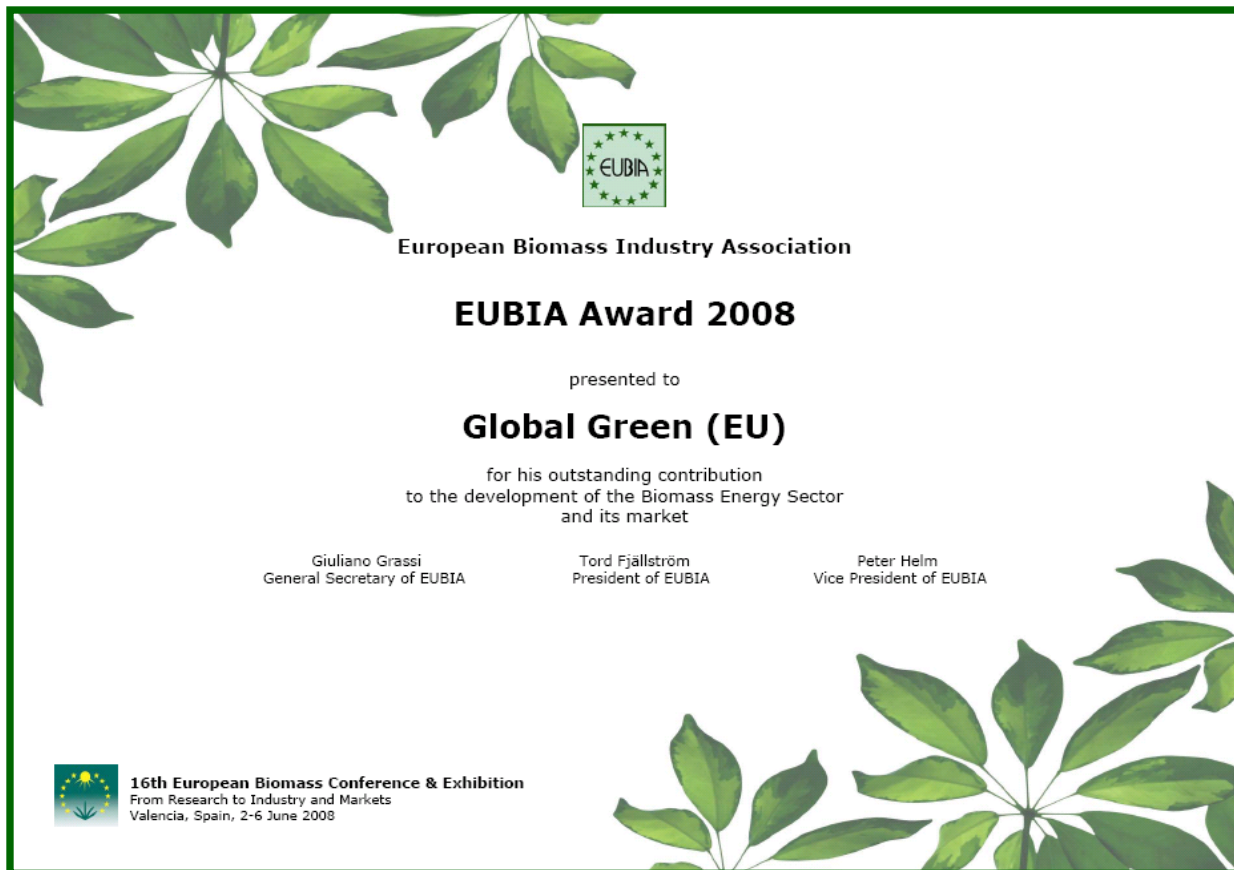 EUBIA
European Biomass Industry Association
EUBIA Award 2008
presented to
Global Green (EU)
for his outstanding contribution
to the development of the Biomass Energy Sector
and its market
Giuliano Grassi
General Secretary of EUBIA
Tord Fjällström
President of EUBIA
Peter Helm
Vice President of EUBIA
16th European Biomass Conference & Exhibition
From Research to Industry and Markets
Valencia, Spain, 2-6 June 2008